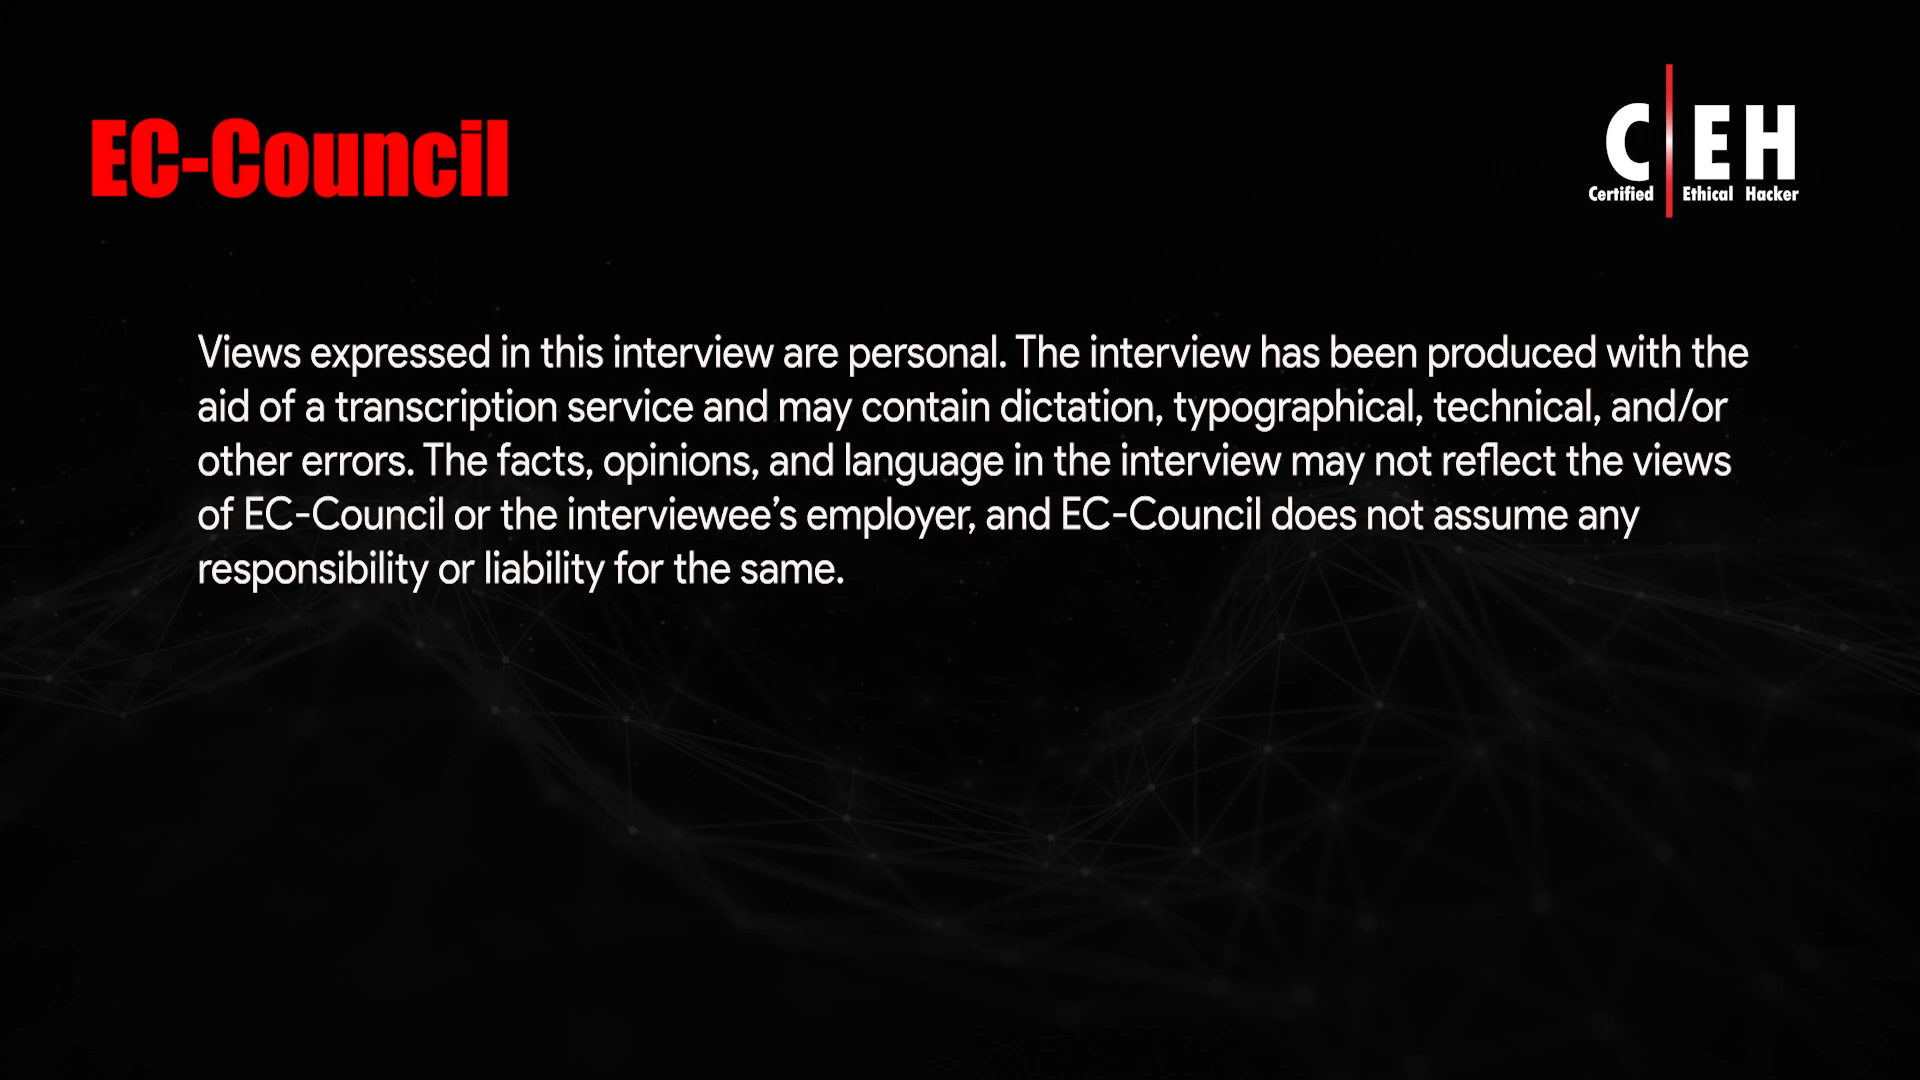 EC-Council
C EH
Certified Ethical Hacker
Views expressed in this interview are personal. The interview has been produced with the
aid of a transcription service and may contain dictation, typographical, technical, and/or
other errors. The facts, opinions, and language in the interview may not reflect the views
of EC-Council or the interviewee’s employer, and EC-Council does not assume any
responsibility or liability for the same.